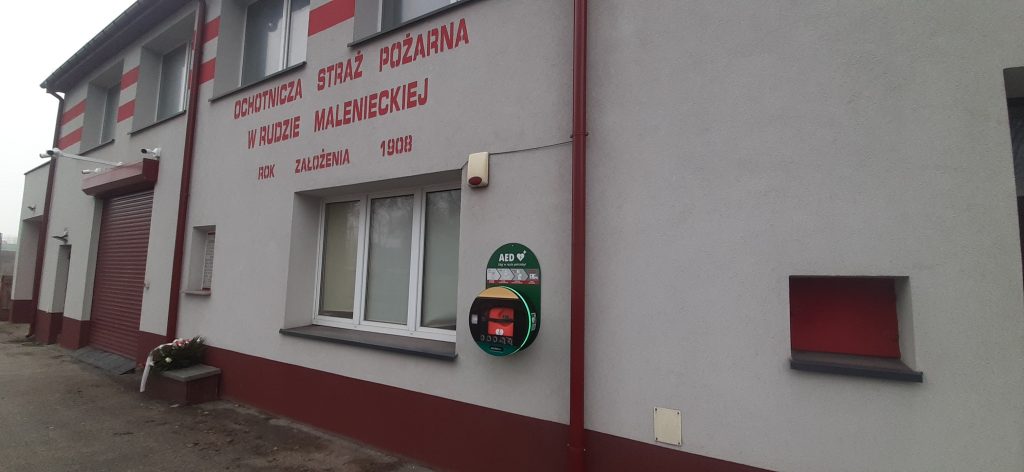 OCHOTNICZA STRAŻ POŻARNA
W RUDZIE MALENIECKIEJ
ROK ZAŁOŻENIA 1908
AED